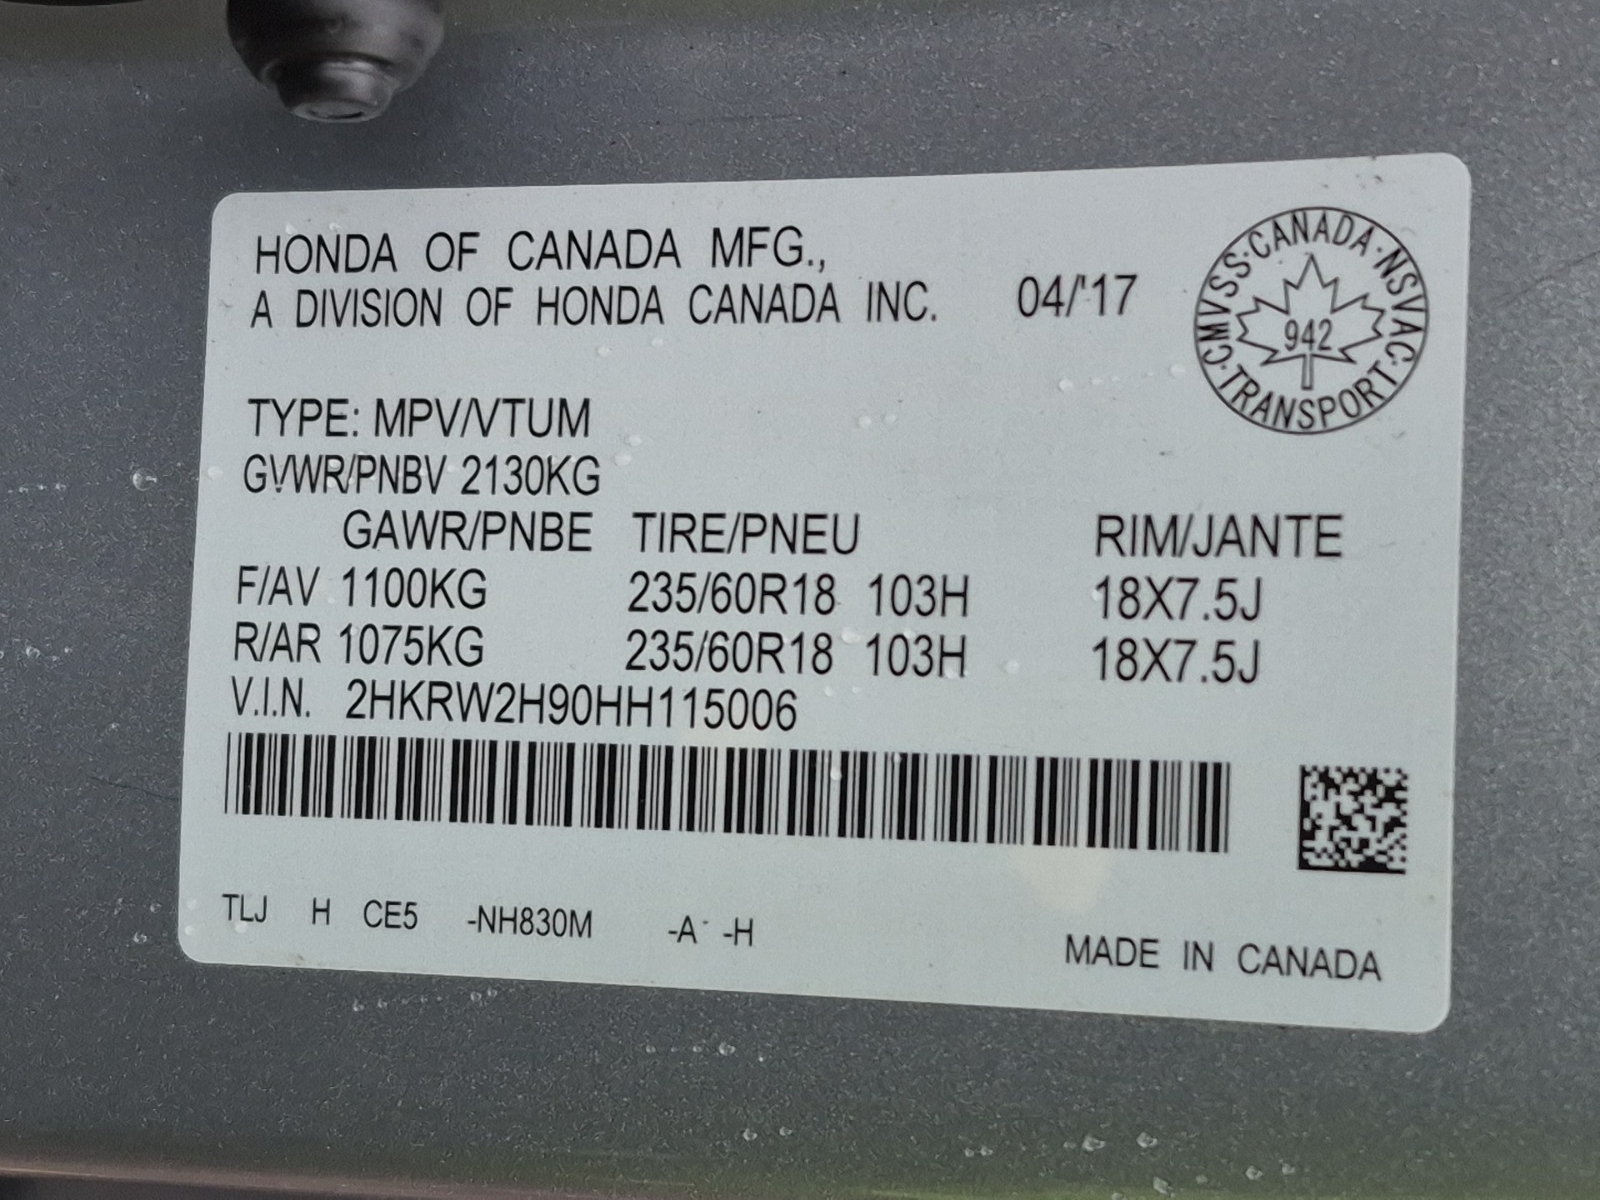 HONDA OF CANADA MFG.,
A DIVISION OF HONDA CANADA INC. 04/'17
CMVSS·CANADA·NSVAC·TRANSPORT·
942
TYPE: MPV/VTUM
GVWR/PNBV 2130KG
GAWR/PNBE TIRE/PNEU RIM/JANTE
F/AV 1100KG 235/60R18 103H 18X7.5J
R/AR 1075KG 235/60R18 103H 18X7.5J
V.I.N. 2HKRW2H90HH115006
TLJ H CE5 -NH830M -A -H
MADE IN CANADA